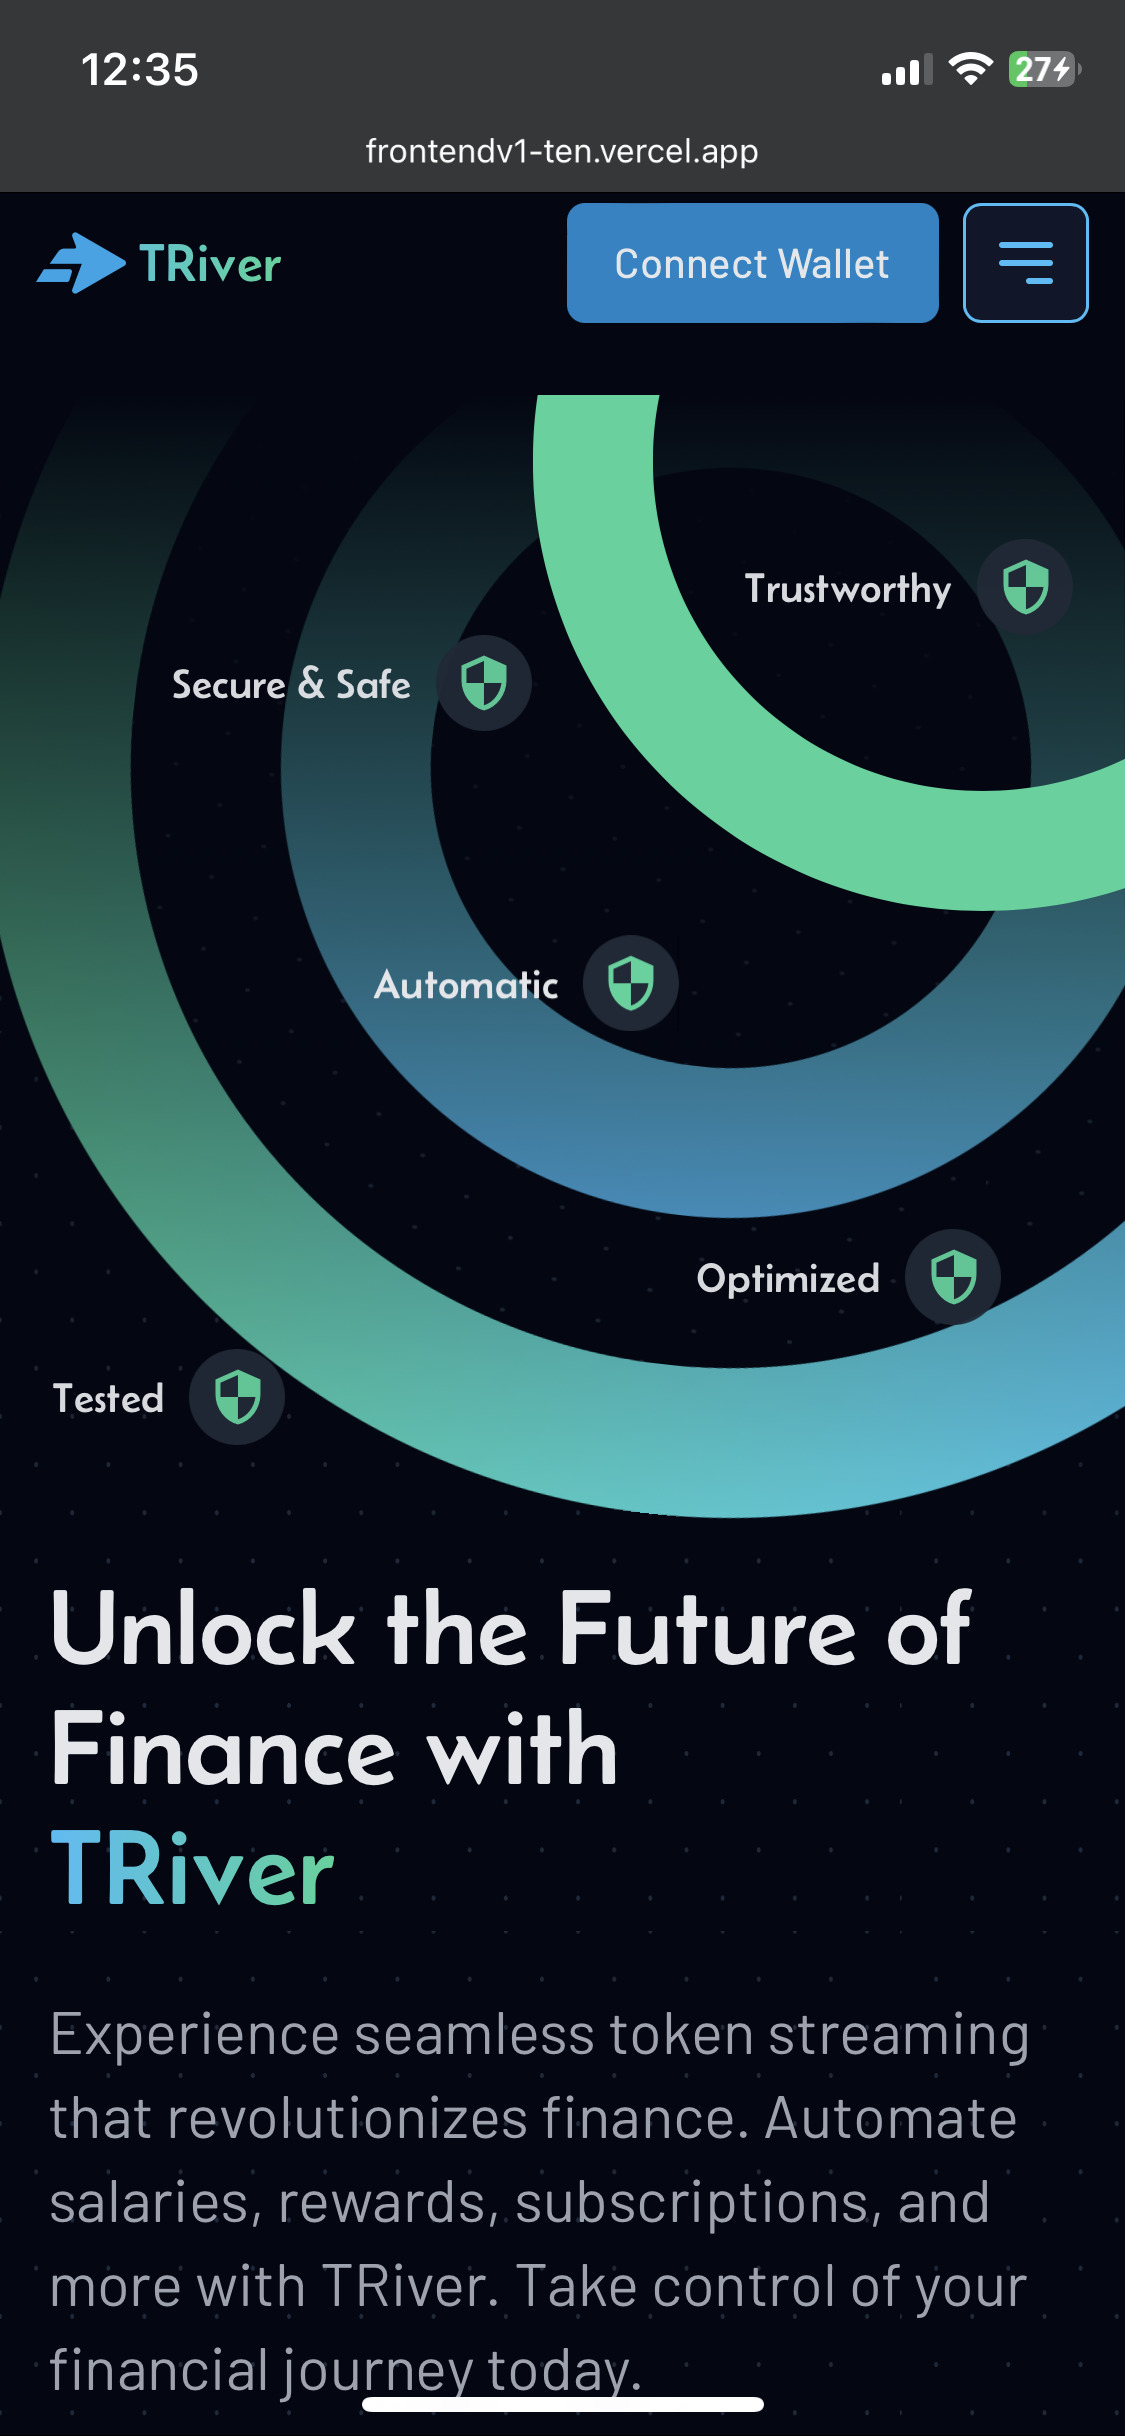 12:35
27
frontendv1-ten.vercel.app
TRiver
Connect Wallet
Trustworthy
Secure & Safe
Automatic
Optimized
Tested
Unlock the Future of
Finance with
TRiver
Experience seamless token streaming
that revolutionizes finance. Automate
salaries, rewards, subscriptions, and
more with TRiver. Take control of your
financial journey today.